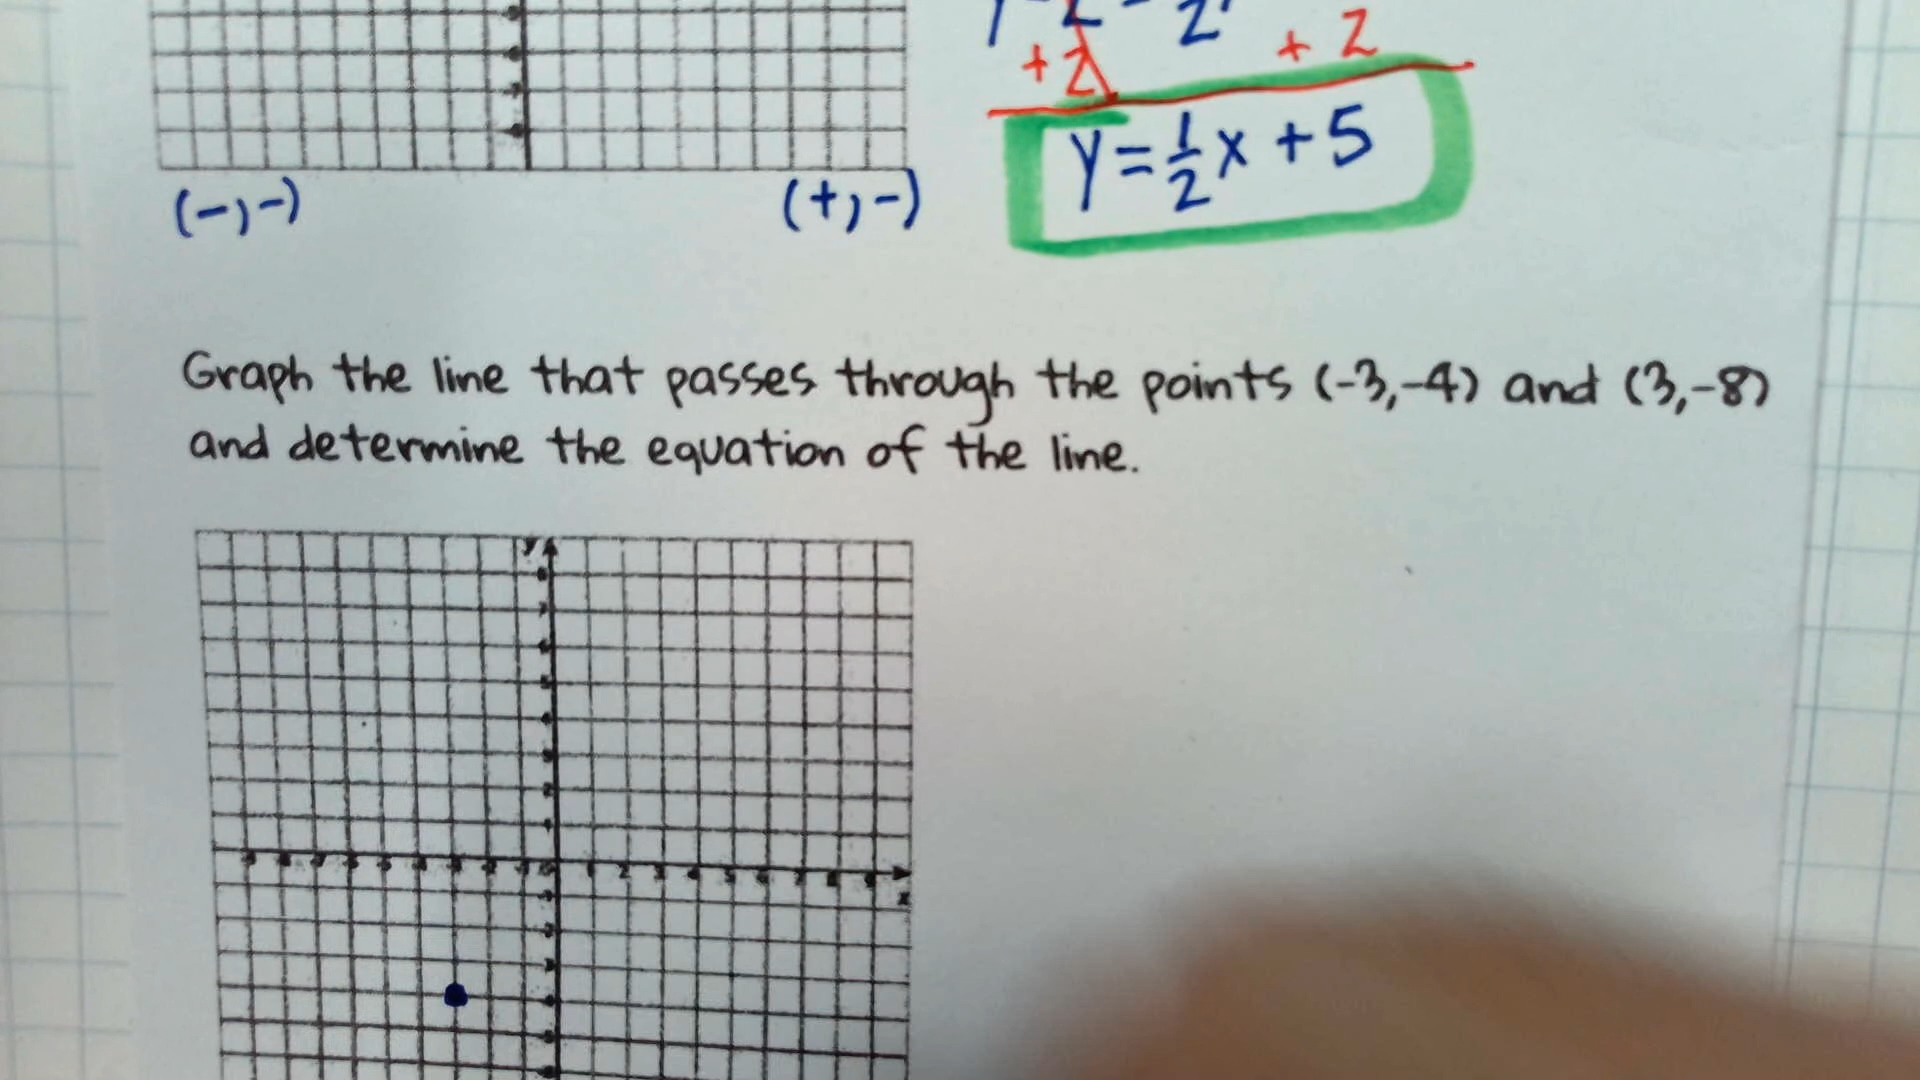 +2 +2
y=1/2x+5
(-,-) (+,-)
Graph the line that passes through the points (-3,-4) and (3,-8)
and determine the equation of the line.
y
x